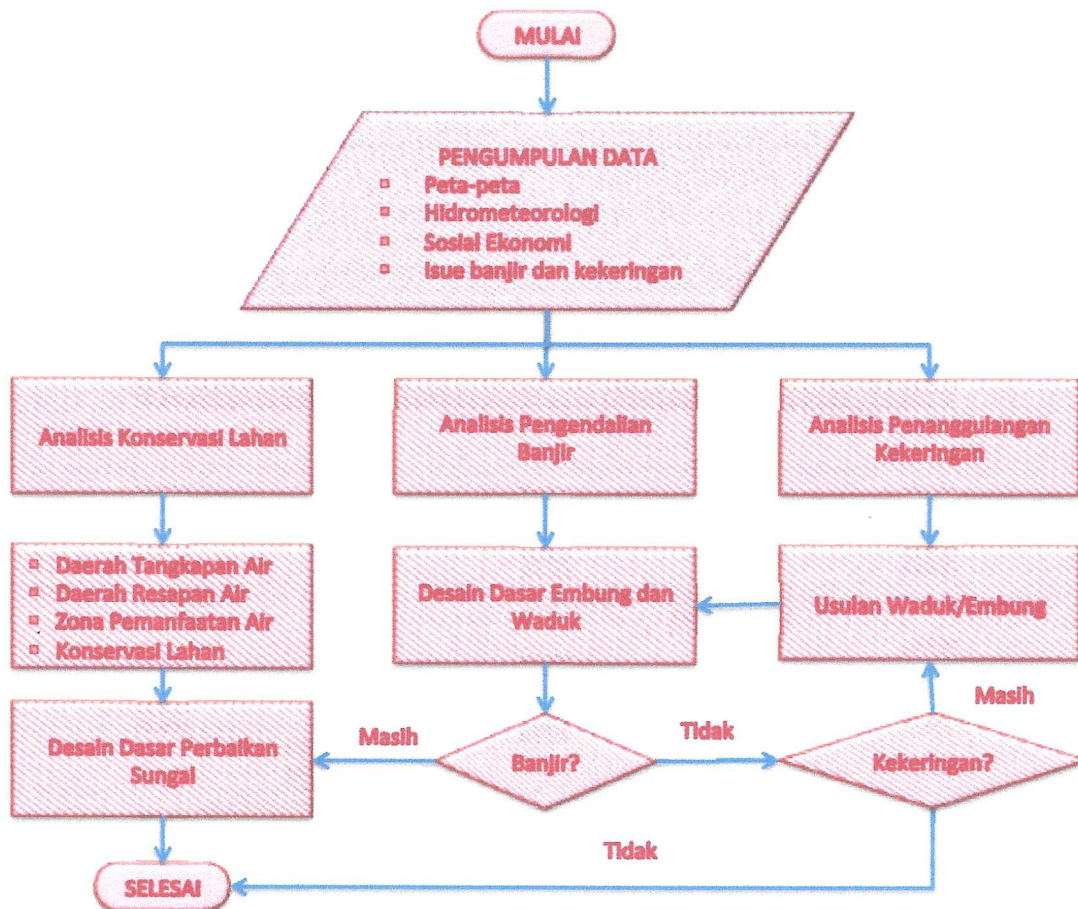 MULAI
PENGUMPULAN DATA
Peta-peta
Hidrometeorologi
Sosial Ekonomi
Isue banjir dan kekeringan
Analisis Konservasi Lahan
Analisis Pengendalian
Banjir
Analisis Penanggulangan
Kekeringan
Daerah Tangkapan Air
Daerah Resapan Air
Zona Pemanfaatan Air
Konservasi Lahan
Desain Dasar Embung dan
Waduk
Usulan Waduk/Embung
Masih
Desain Dasar Perbaikan
Sungai
Masih
Banjir?
Tidak
Kekeringan?
Tidak
SELESAI